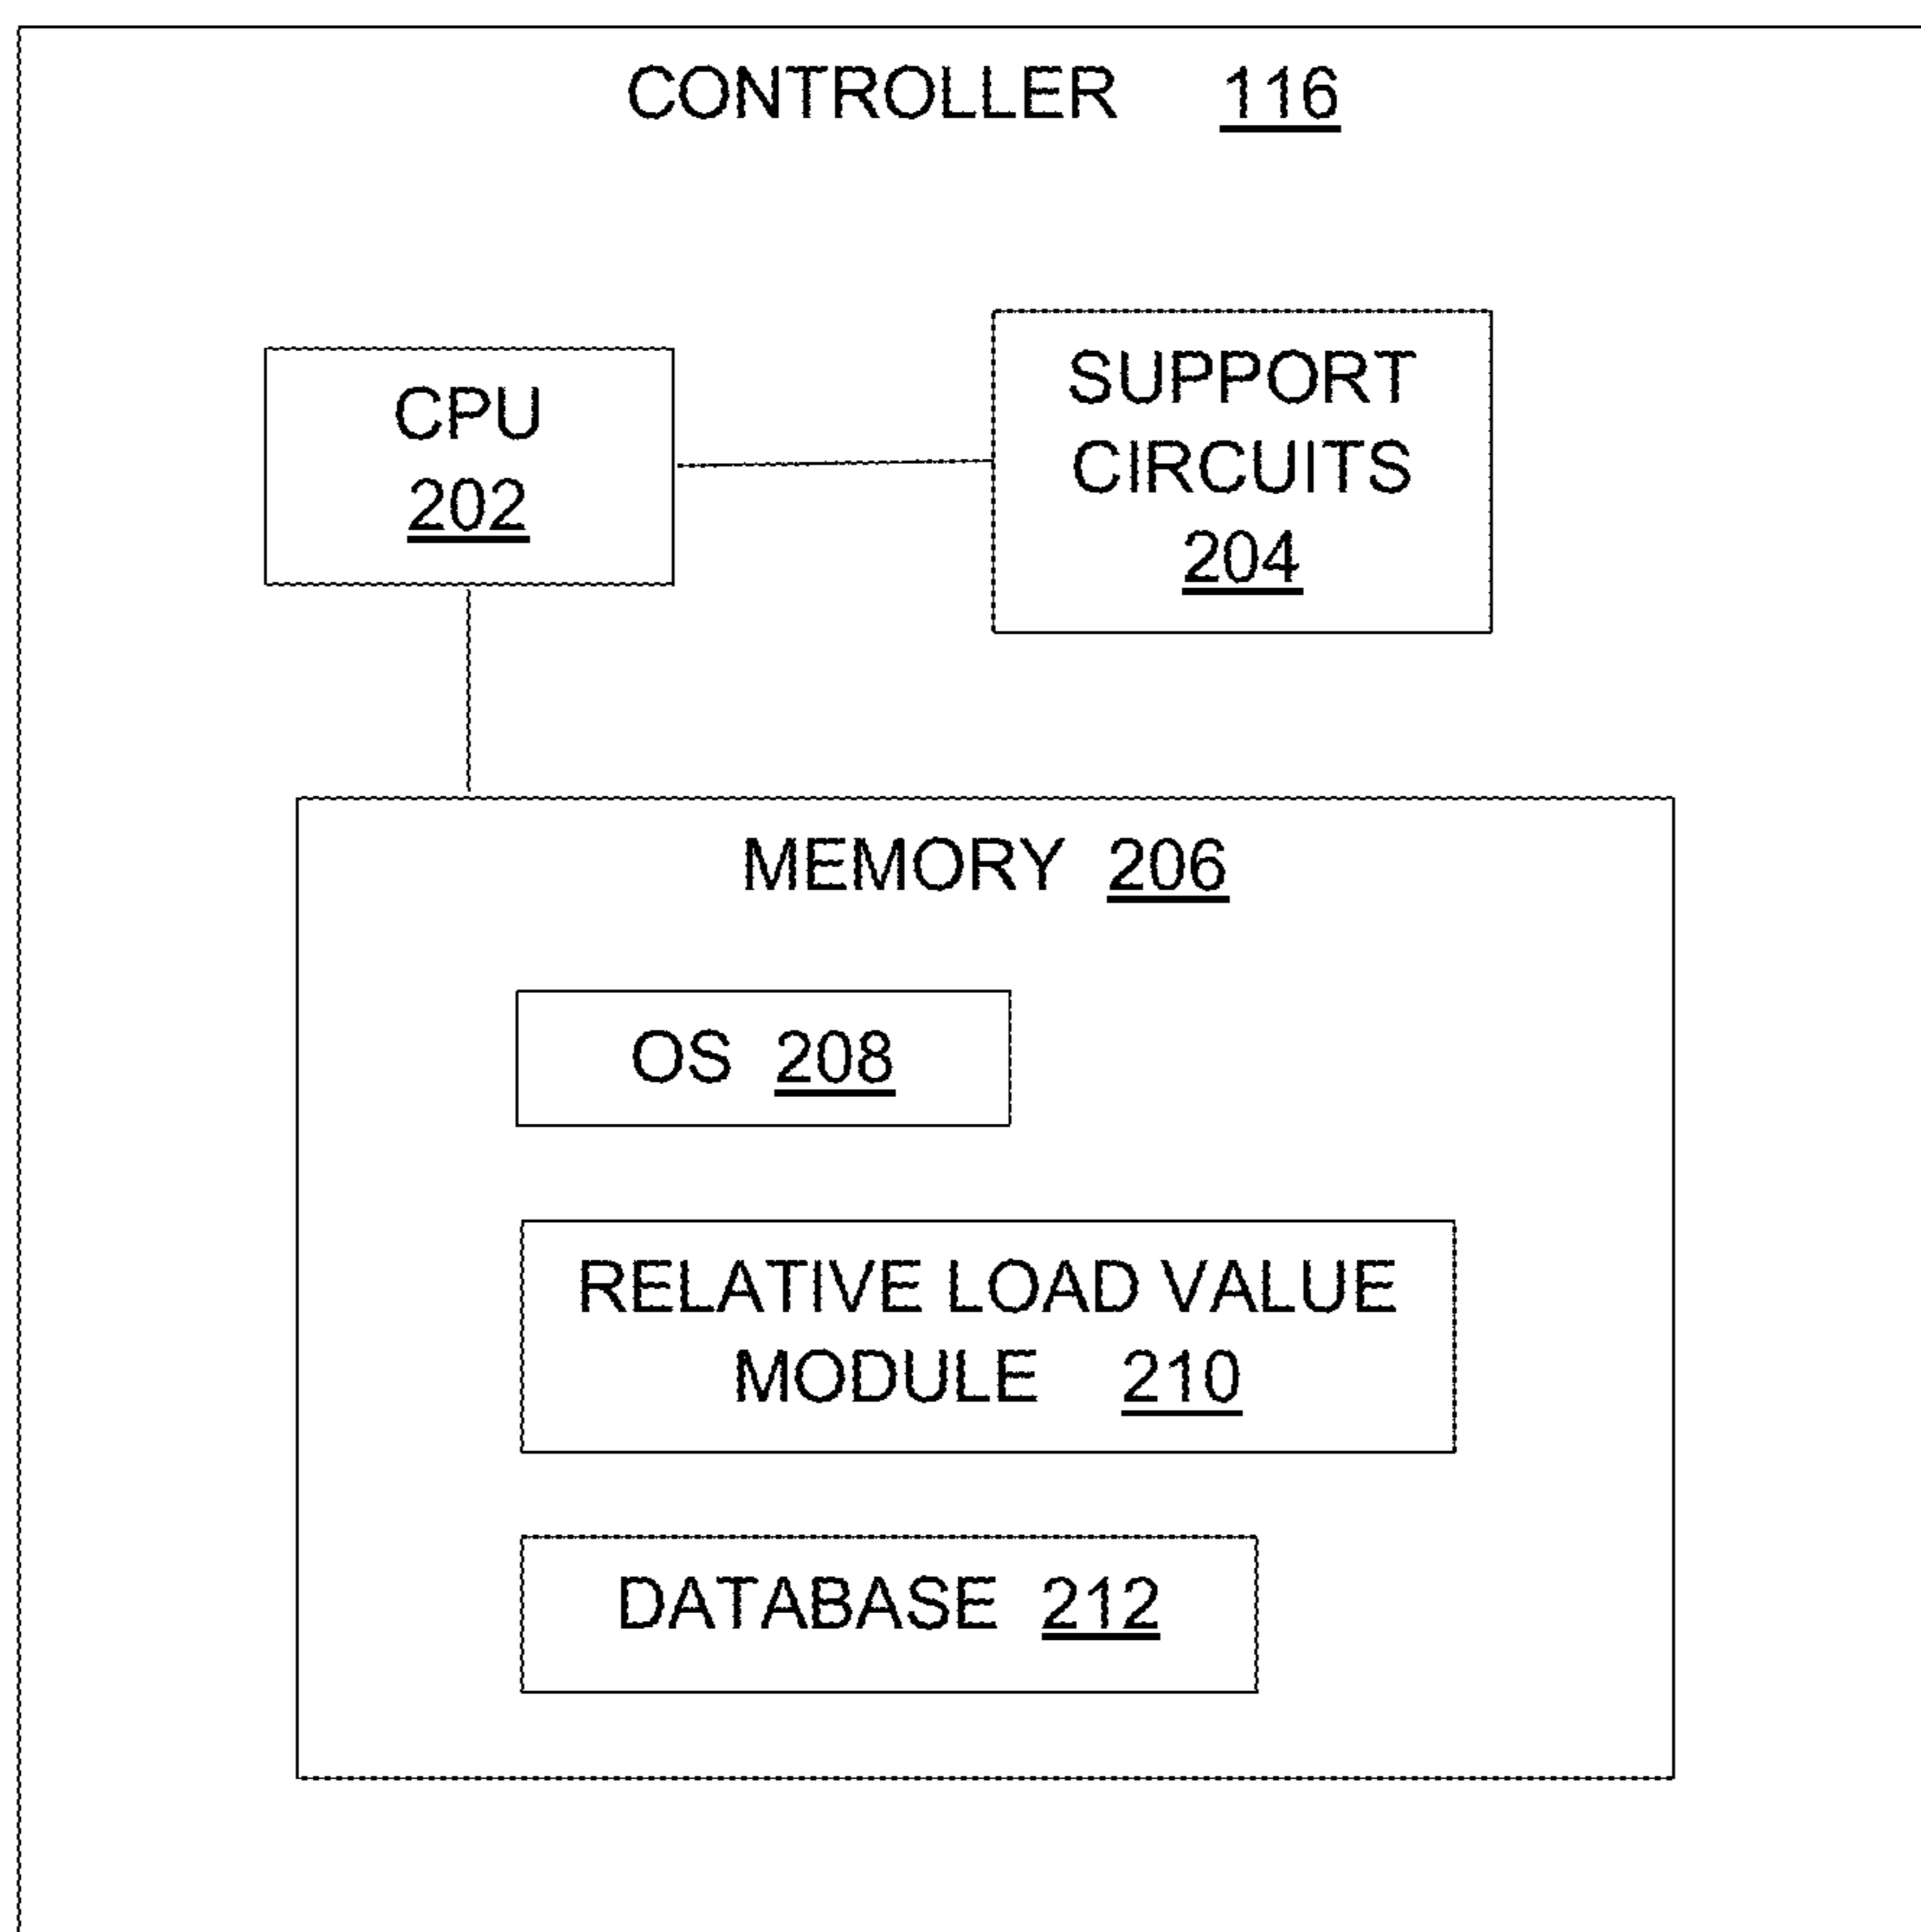 CONTROLLER 116
CPU
202
SUPPORT
CIRCUITS
204
MEMORY 206
OS 208
RELATIVE LOAD VALUE
MODULE 210
DATABASE 212